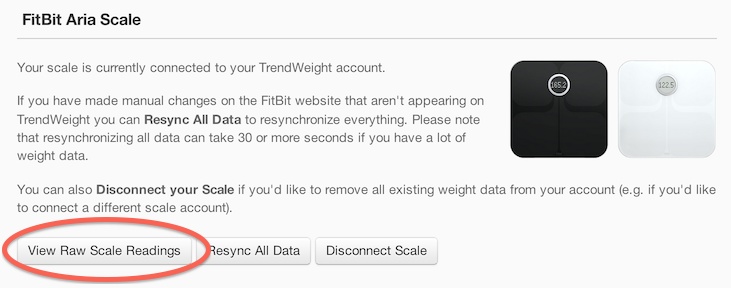 FitBit Aria Scale
Your scale is currently connected to your TrendWeight account.
If you have made manual changes on the FitBit website that aren't appearing on
TrendWeight you can Resync All Data to resynchronize everything. Please note
that resynchronizing all data can take 30 or more seconds if you have a lot of
weight data.
165.2
122.5
You can also Disconnect your Scale if you'd like to remove all existing weight data from your account (e.g. if you'd like
to connect a different scale account).
View Raw Scale Readings
Resync All Data
Disconnect Scale